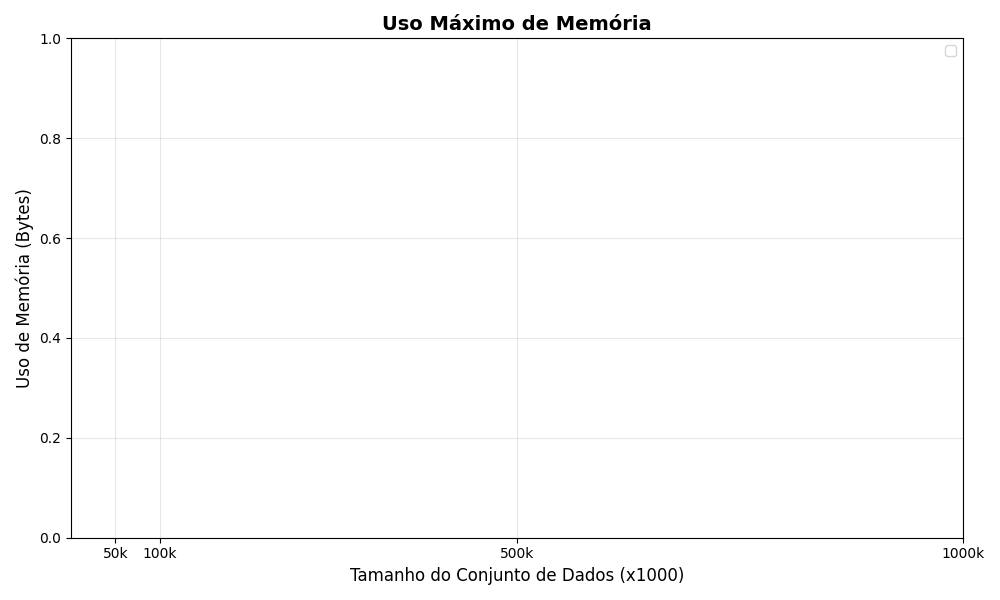 Uso Máximo de Memória
1.0
0.8
0.6
0.4
0.2
0.0
Uso de Memória (Bytes)
50k 100k 500k 1000k
Tamanho do Conjunto de Dados (x1000)